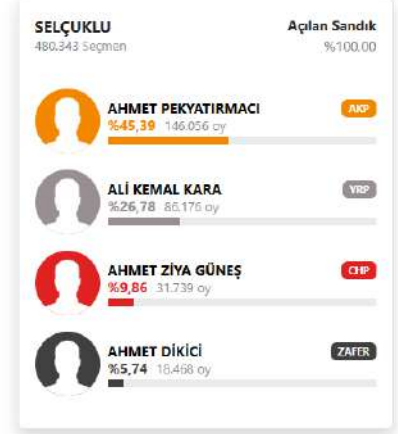 SELÇUKLU
Açılan Sandık
480.343 Seçmen
%100.00
AHMET PEKYATIRMACI
AKP
%45,39 146.056 oy
ALİ KEMAL KARA
YRP
%26,78 86.176 oy
AHMET ZİYA GÜNEŞ
CHP
%9,86 31.739 oy
AHMET DİKİCİ
ZAFER
%5,74 18.468 oy